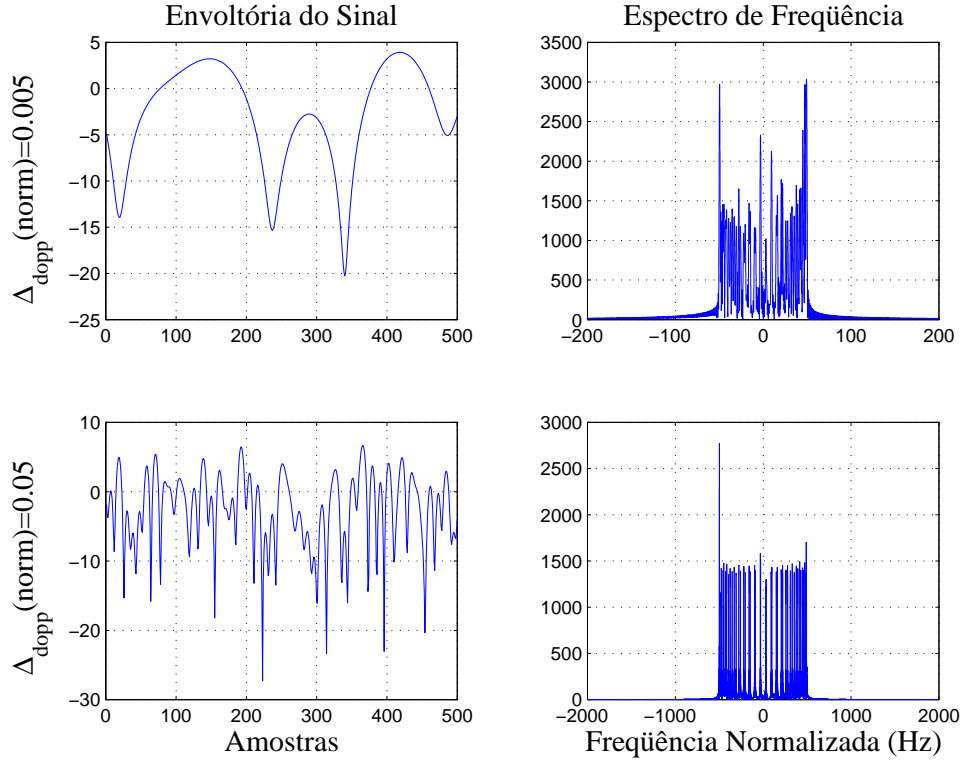 Envoltória do Sinal
Espectro de Freqüência
Δdopp(norm)=0.005
5
0
−5
−10
−15
−20
−25
0 100 200 300 400 500
3500
3000
2500
2000
1500
1000
500
0
−200 −100 0 100 200
Δdopp(norm)=0.05
10
0
−10
−20
−30
0 100 200 300 400 500
Amostras
3000
2500
2000
1500
1000
500
0
−2000 −1000 0 1000 2000
Freqüência Normalizada (Hz)